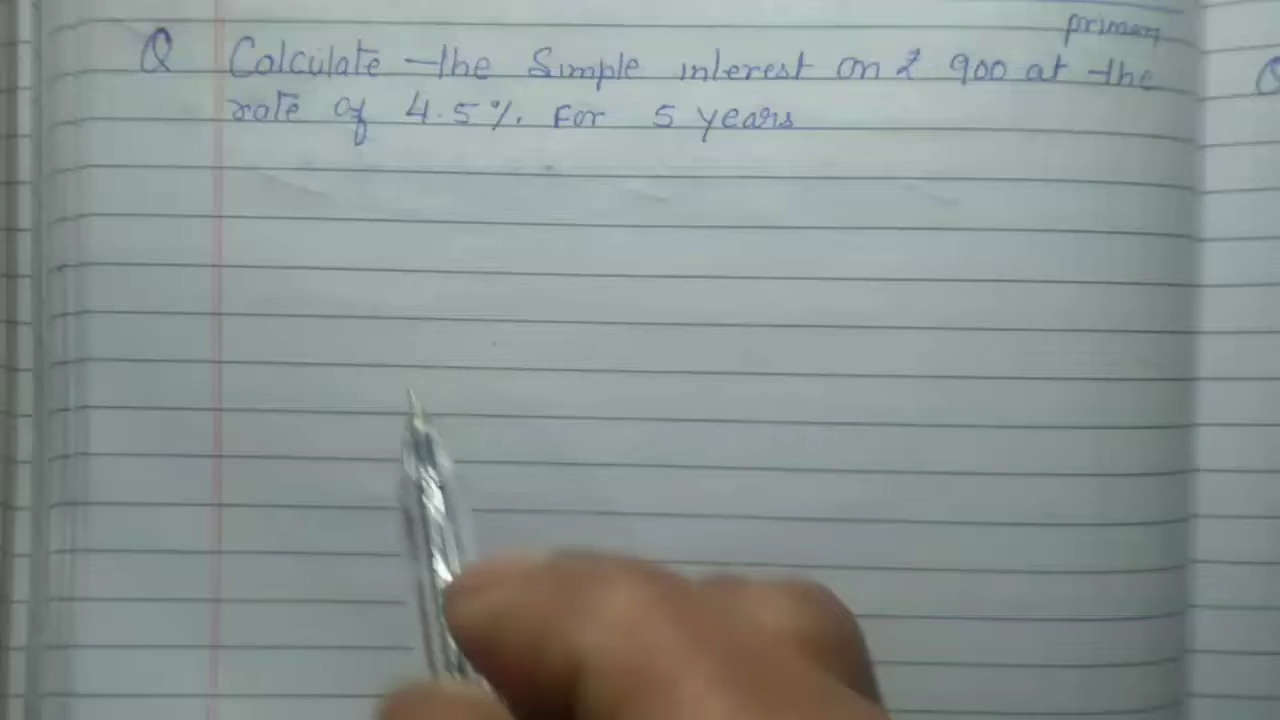 primary
Q Calculate the Simple interest on ₹ 900 at the
rate of 4.5%. For 5 years